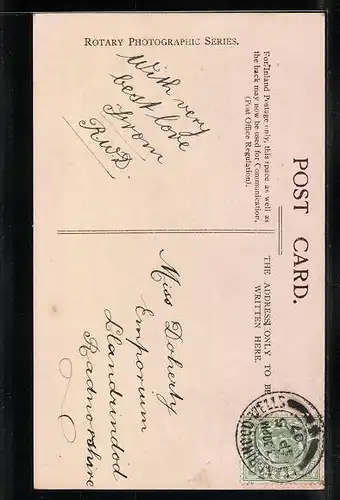 ROTARY PHOTOGRAPHIC SERIES.
POST CARD.
For Inland Postage only, this space as well as
the back may now be used for Communication.
(Post Office Regulation).
THE ADDRESS ONLY TO BE
WRITTEN HERE.
With very
best love
From
R.W.D.
Miss Doherty
Emporium
Llandrindod
Radnorshire